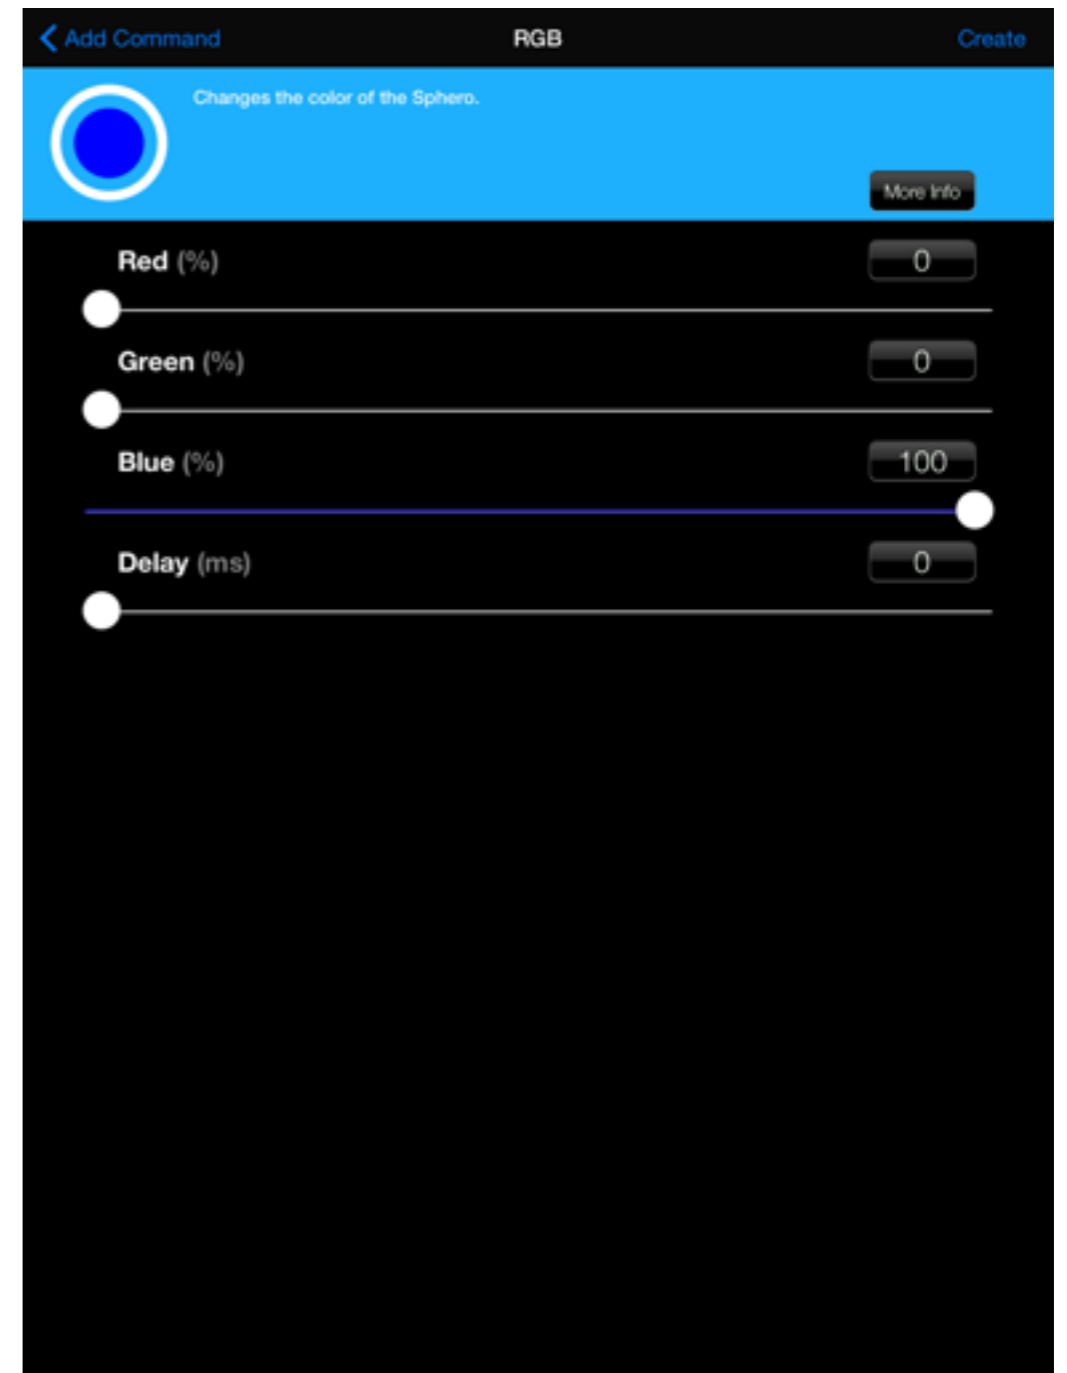 Add Command RGB Create
Changes the color of the Sphero.
More Info
Red (%) 0
Green (%) 0
Blue (%) 100
Delay (ms) 0